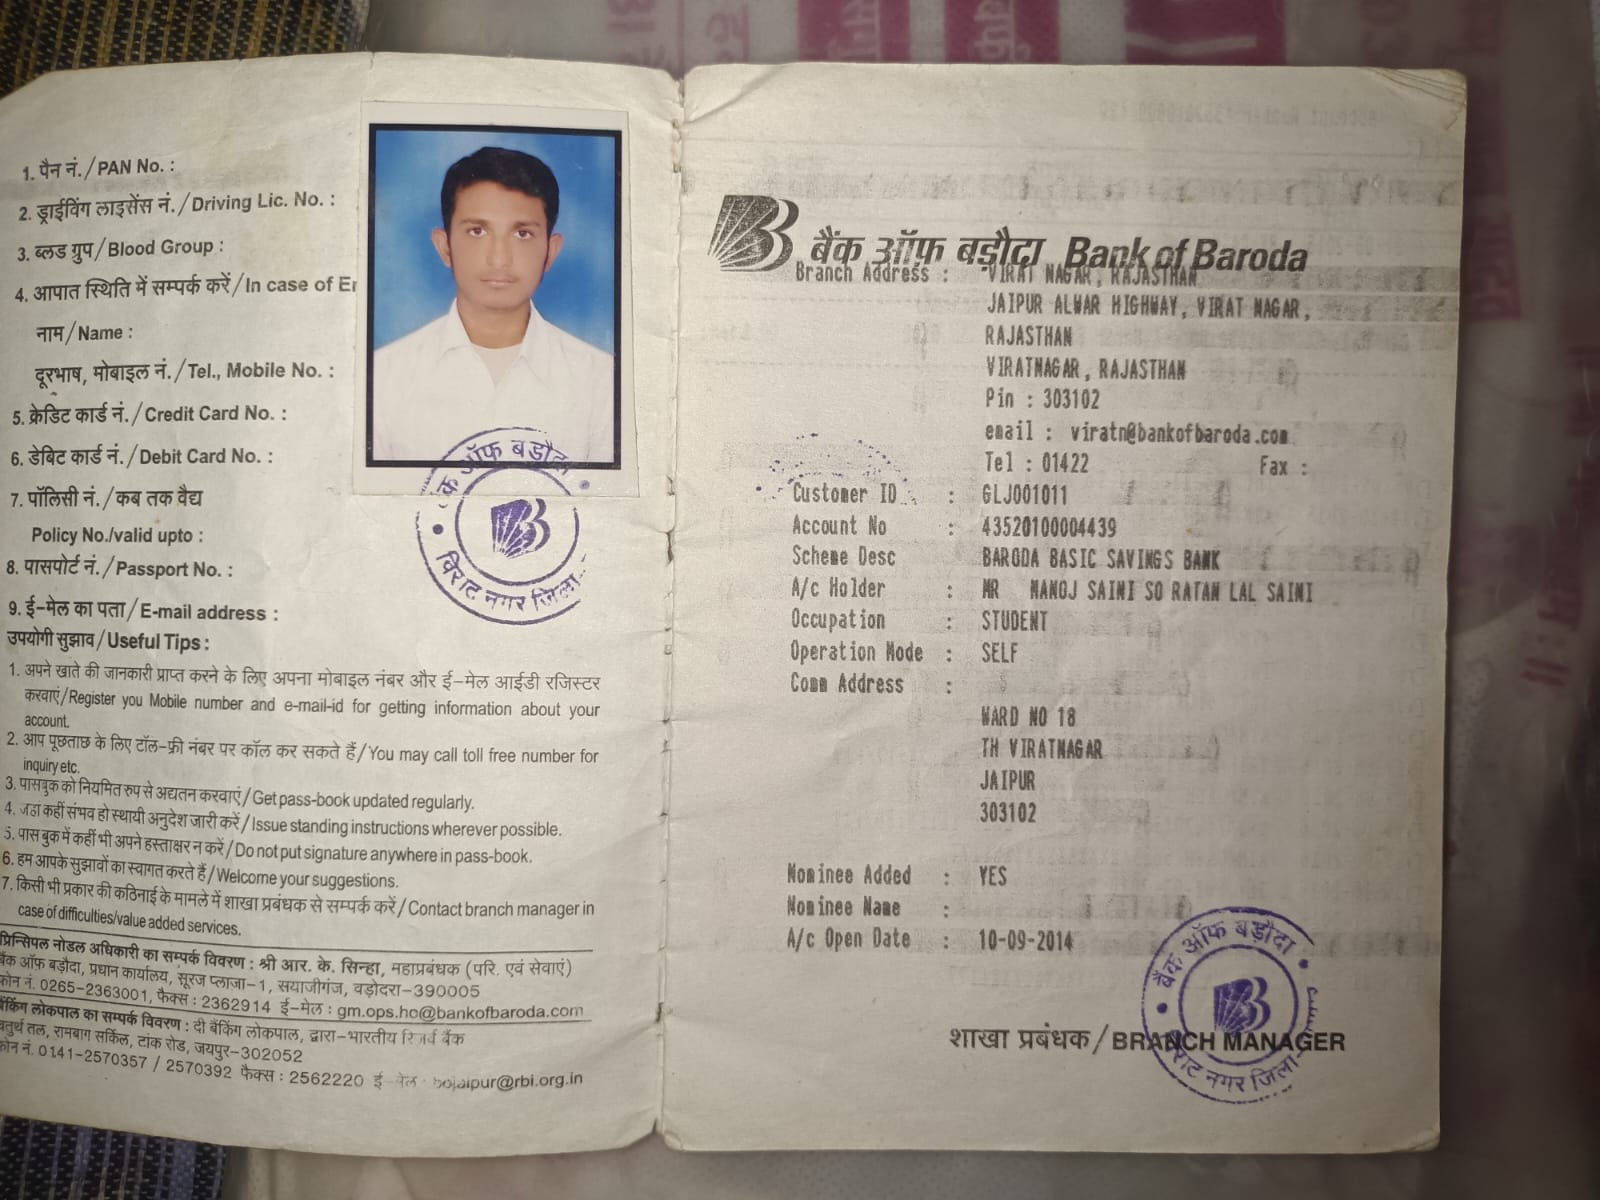 1. पैन नं./PAN No. :
2. ड्राईविंग लाइसेंस नं./Driving Lic. No. :
3. ब्लड ग्रुप/Blood Group :
4. आपात स्थिति में सम्पर्क करें/In case of Er
नाम/Name :
दूरभाष, मोबाइल नं./Tel., Mobile No. :
5. क्रेडिट कार्ड नं./Credit Card No. :
6. डेबिट कार्ड नं./Debit Card No. :
7. पॉलिसी नं./कब तक वैद्य
Policy No./valid upto :
8. पासपोर्ट नं./Passport No. :
9. ई-मेल का पता/E-mail address :
उपयोगी सुझाव/Useful Tips :
1. अपने खाते की जानकारी प्राप्त करने के लिए अपना मोबाइल नंबर और ई-मेल आईडी रजिस्टर
करवाएं/Register you Mobile number and e-mail-id for getting information about your
account.
2. आप पूछताछ के लिए टॉल-फ्री नंबर पर कॉल कर सकते हैं/You may call toll free number for
inquiry etc.
3. पासबुक को नियमित रुप से अद्यतन करवाएं/Get pass-book updated regularly.
4. जहा कहीं संभव हो स्थायी अनुदेश जारी करें/Issue standing instructions wherever possible.
5. पास बुक में कहीं भी अपने हस्ताक्षर न करें/Do not put signature anywhere in pass-book.
6. हम आपके सुझावों का स्वागत करते हैं/Welcome your suggestions.
7. किसी भी प्रकार की कठिनाई के मामले में शाखा प्रबंधक से सम्पर्क करें/Contact branch manager in
case of difficulties/value added services.
प्रिन्सिपल नोडल अधिकारी का सम्पर्क विवरण : श्री आर. के. सिन्हा, महाप्रबंधक (परि. एवं सेवाएं)
बैंक ऑफ़ बड़ौदा, प्रधान कार्यालय, सूरज प्लाजा-1, सयाजीगंज, वड़ोदरा-390005
फोन नं. 0265-2363001, फैक्स : 2362914 ई-मेल : gm.ops.ho@bankofbaroda.com
बैंकिंग लोकपाल का सम्पर्क विवरण : दी बैंकिंग लोकपाल, द्वारा-भारतीय रिजर्व बैंक
चतुर्थ तल, रामबाग सर्किल, टांक रोड, जयपुर-302052
फोन नं. 0141-2570357 / 2570392 फैक्स : 2562220 ई-मेल : bojaipur@rbi.org.in
बैंक ऑफ बड़ौदा
विराट नगर जिला
बैंक ऑफ़ बड़ौदा Bank of Baroda
Branch Address : VIRAT NAGAR, RAJASTHAN
JAIPUR ALWAR HIGHWAY, VIRAT NAGAR,
RAJASTHAN
VIRATNAGAR, RAJASTHAN
Pin : 303102
email : viratn@bankofbaroda.com
Tel : 01422 Fax :
Customer ID : GLJ001011
Account No : 43520100004439
Scheme Desc BARODA BASIC SAVINGS BANK
A/c Holder : MR MANOJ SAINI SO RATAN LAL SAINI
Occupation : STUDENT
Operation Mode : SELF
Comm Address :
WARD NO 18
TH VIRATNAGAR
JAIPUR
303102
Nominee Added : YES
Nominee Name :
A/c Open Date : 10-09-2014
शाखा प्रबंधक/BRANCH MANAGER
बैंक ऑफ बड़ौदा
विराट नगर जिला